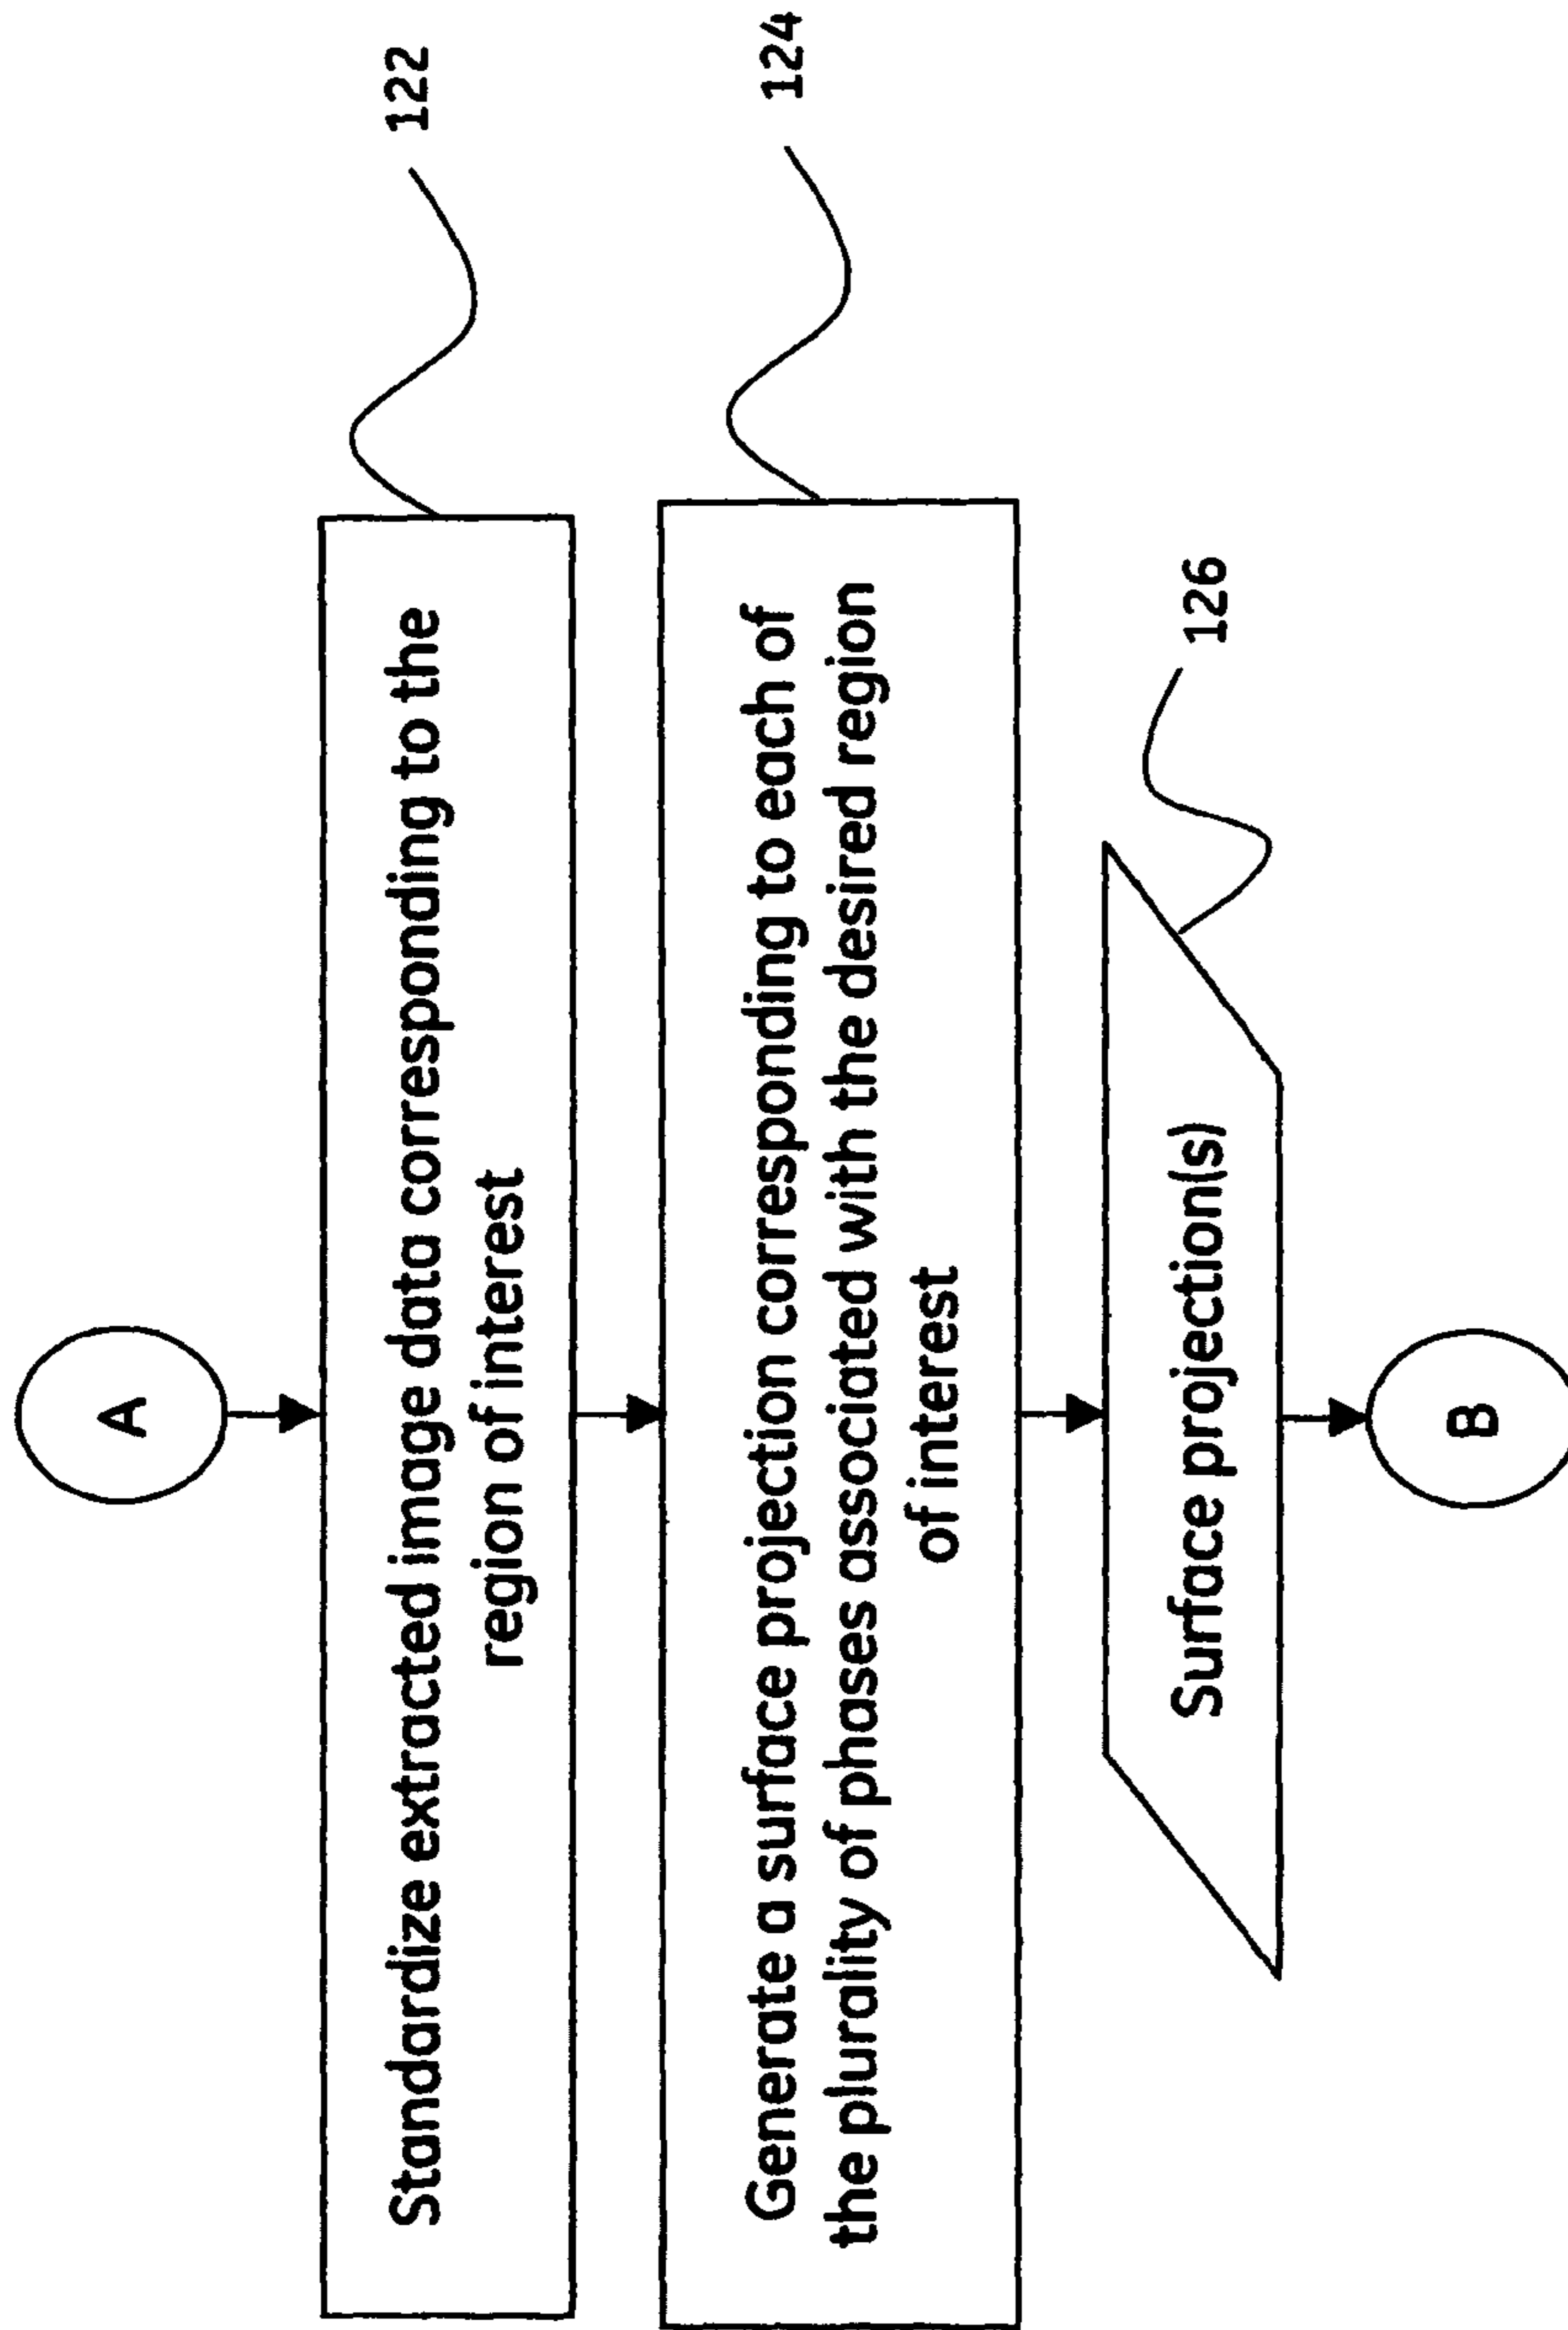 A
Standardize extracted image data corresponding to the
region of interest
122
Generate a surface projection corresponding to each of
the plurality of phases associated with the desired region
of interest
124
Surface projection(s)
126
B